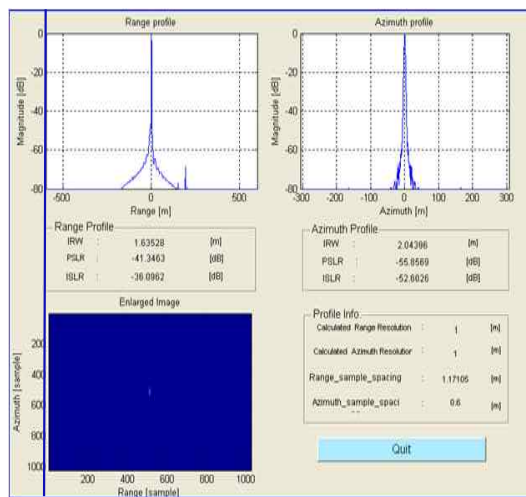 Range profile
Magnitude [dB]
0
-20
-40
-60
-80
-500
0
500
Range [m]
Azimuth profile
Magnitude [dB]
0
-20
-40
-60
-80
-300
-200
-100
0
100
200
300
Azimuth [m]
Range Profile
IRW : 1.63528 [m]
PSLR : -41.3463 [dB]
ISLR : -36.0962 [dB]
Azimuth Profile
IRW : 2.04396 [m]
PSLR : -55.8569 [dB]
ISLR : -52.6026 [dB]
Enlarged Image
Azimuth [sample]
200
400
600
800
1000
200
400
600
800
1000
Range [sample]
Profile Info.
Calculated Range Resolution : 1 [m]
Calculated Azimuth Resolutior : 1 [m]
Range_sample_spacing : 1.17105 [m]
Azimuth_sample_spaci : 0.6 [m]
Quit